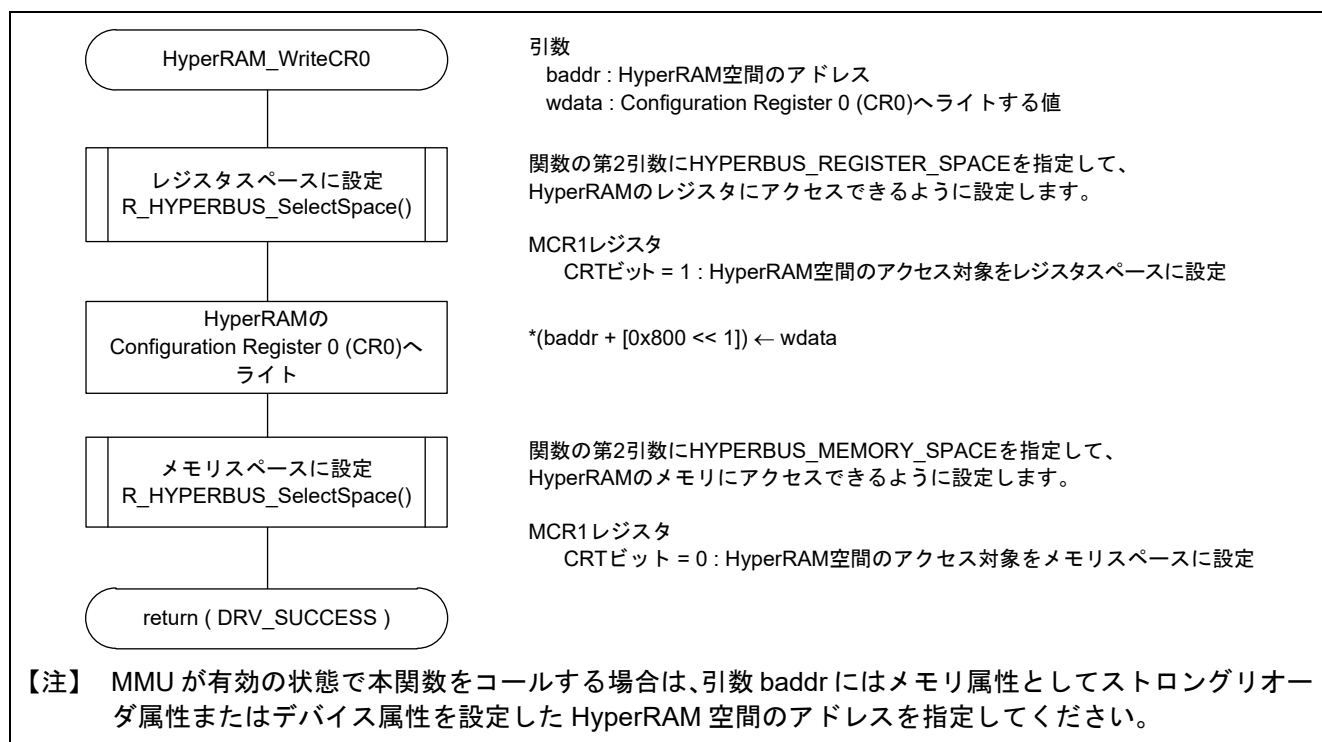 HyperRAM_WriteCR0
引数
baddr : HyperRAM空間のアドレス
wdata : Configuration Register 0 (CR0)へライトする値
レジスタスペースに設定
R_HYPERBUS_SelectSpace()
関数の第2引数にHYPERBUS_REGISTER_SPACEを指定して、
HyperRAMのレジスタにアクセスできるように設定します。
MCR1レジスタ
CRTビット = 1 : HyperRAM空間のアクセス対象をレジスタスペースに設定
HyperRAMの
Configuration Register 0 (CR0)へ
ライト
*(baddr + [0x800 << 1]) ← wdata
メモリスペースに設定
R_HYPERBUS_SelectSpace()
関数の第2引数にHYPERBUS_MEMORY_SPACEを指定して、
HyperRAMのメモリにアクセスできるように設定します。
MCR1レジスタ
CRTビット = 0 : HyperRAM空間のアクセス対象をメモリスペースに設定
return ( DRV_SUCCESS )
【注】 MMU が有効の状態で本関数をコールする場合は、引数 baddr にはメモリ属性としてストロングリオー
ダ属性またはデバイス属性を設定した HyperRAM 空間のアドレスを指定してください。